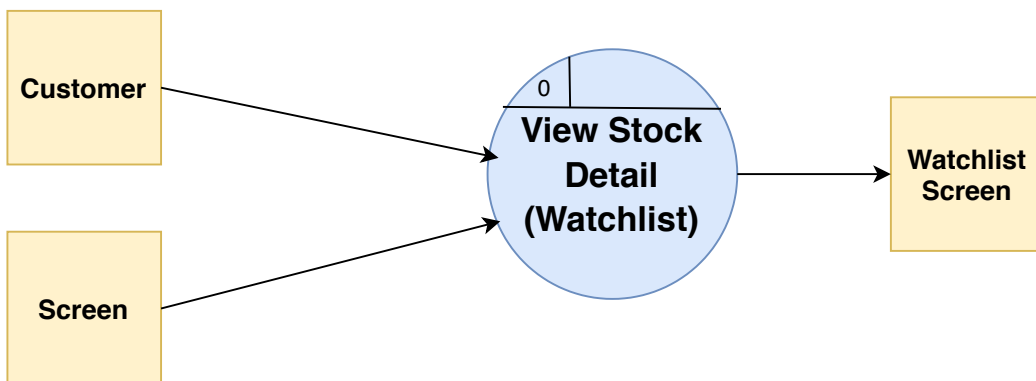 Customer
0
View Stock
Detail
(Watchlist)
Watchlist
Screen
Screen